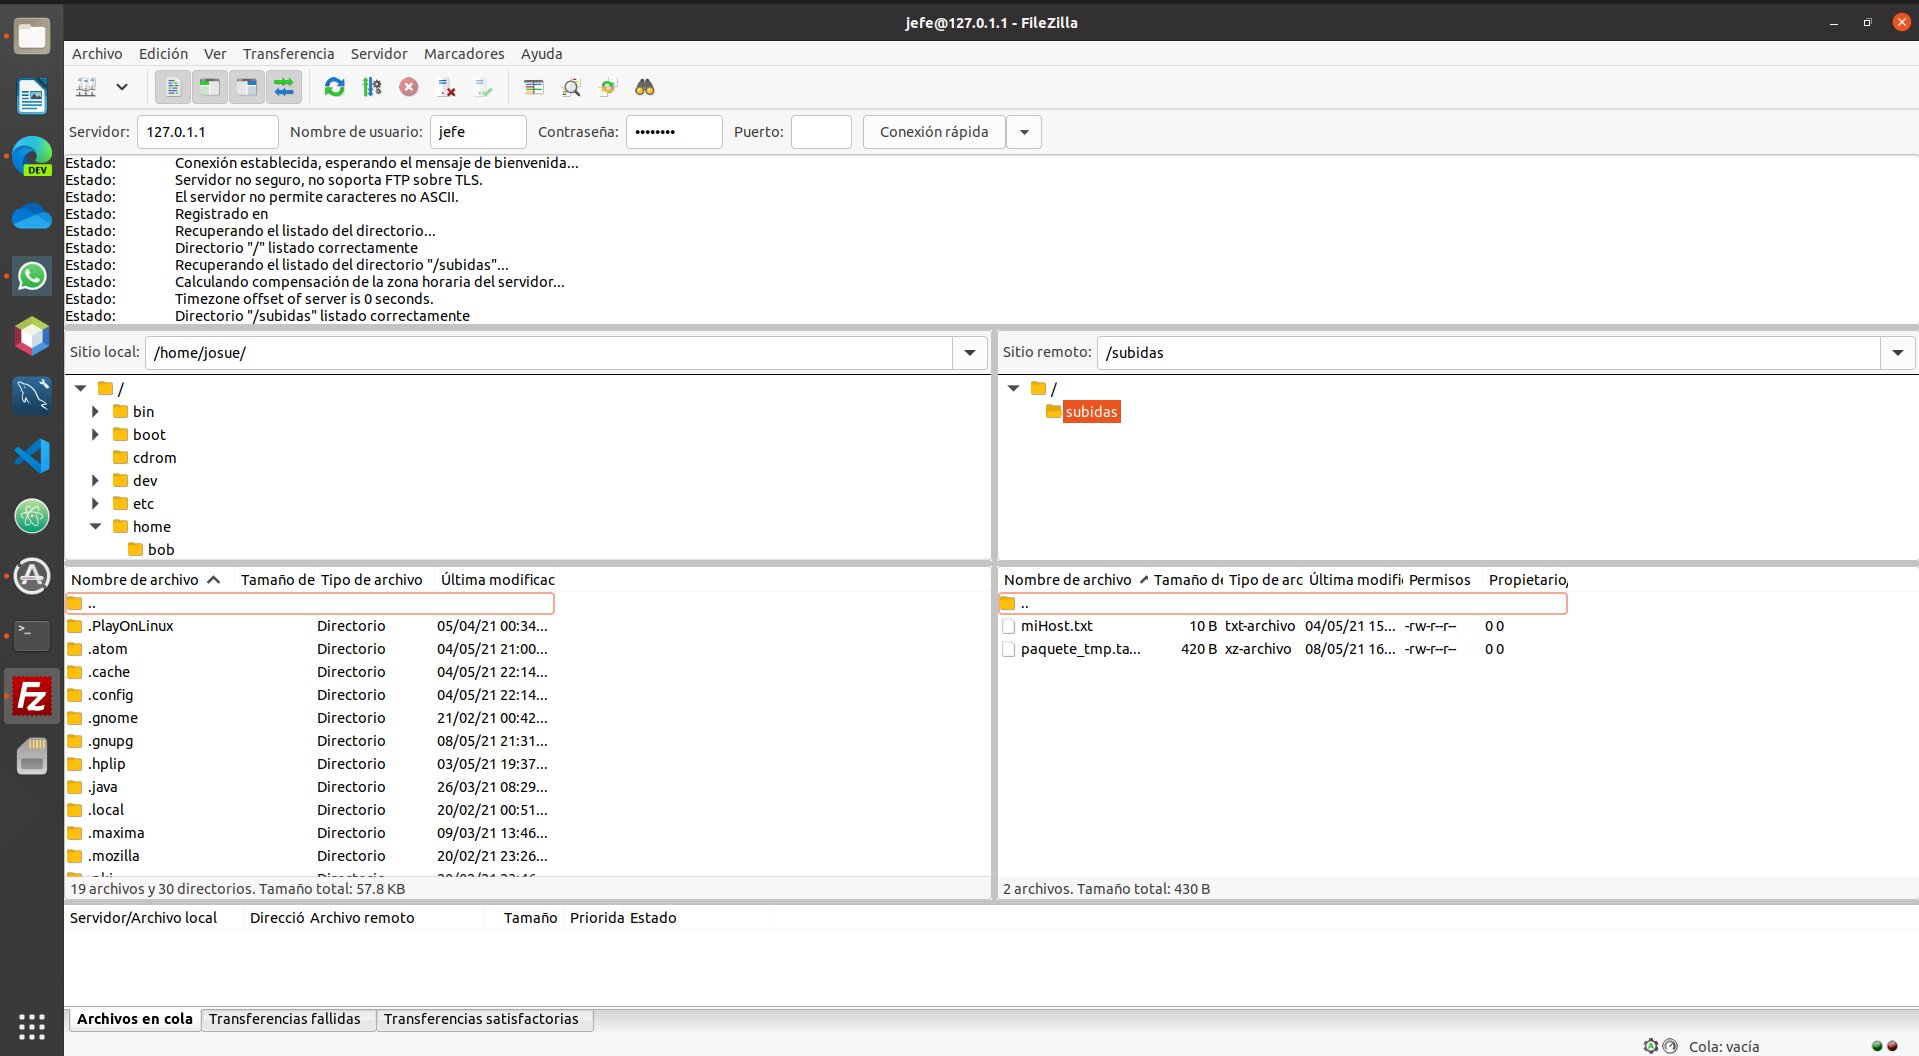 jefe@127.0.1.1 - FileZilla
Archivo Edición Ver Transferencia Servidor Marcadores Ayuda
Servidor: 127.0.1.1 Nombre de usuario: jefe Contraseña: •••••••• Puerto: Conexión rápida
Estado: Conexión establecida, esperando el mensaje de bienvenida...
Estado: Servidor no seguro, no soporta FTP sobre TLS.
Estado: El servidor no permite caracteres no ASCII.
Estado: Registrado en
Estado: Recuperando el listado del directorio...
Estado: Directorio "/" listado correctamente
Estado: Recuperando el listado del directorio "/subidas"...
Estado: Calculando compensación de la zona horaria del servidor...
Estado: Timezone offset of server is 0 seconds.
Estado: Directorio "/subidas" listado correctamente
Sitio local: /home/josue/
/
bin
boot
cdrom
dev
etc
home
bob
Nombre de archivo Tamaño de Tipo de archivo Última modificac
..
.PlayOnLinux Directorio 05/04/21 00:34...
.atom Directorio 04/05/21 21:00...
.cache Directorio 04/05/21 22:14...
.config Directorio 04/05/21 22:14...
.gnome Directorio 21/02/21 00:42...
.gnupg Directorio 08/05/21 21:31...
.hplip Directorio 03/05/21 19:37...
.java Directorio 26/03/21 08:29...
.local Directorio 20/02/21 00:51...
.maxima Directorio 09/03/21 13:46...
.mozilla Directorio 20/02/21 23:26...
19 archivos y 30 directorios. Tamaño total: 57.8 KB
Sitio remoto: /subidas
/
subidas
Nombre de archivo Tamaño de Tipo de arc Última modific Permisos Propietario/
..
miHost.txt 10 B txt-archivo 04/05/21 15... -rw-r--r-- 0 0
paquete_tmp.ta... 420 B xz-archivo 08/05/21 16... -rw-r--r-- 0 0
2 archivos. Tamaño total: 430 B
Servidor/Archivo local Direcció Archivo remoto Tamaño Priorida Estado
Archivos en cola Transferencias fallidas Transferencias satisfactorias
Cola: vacía
DEV
Fz